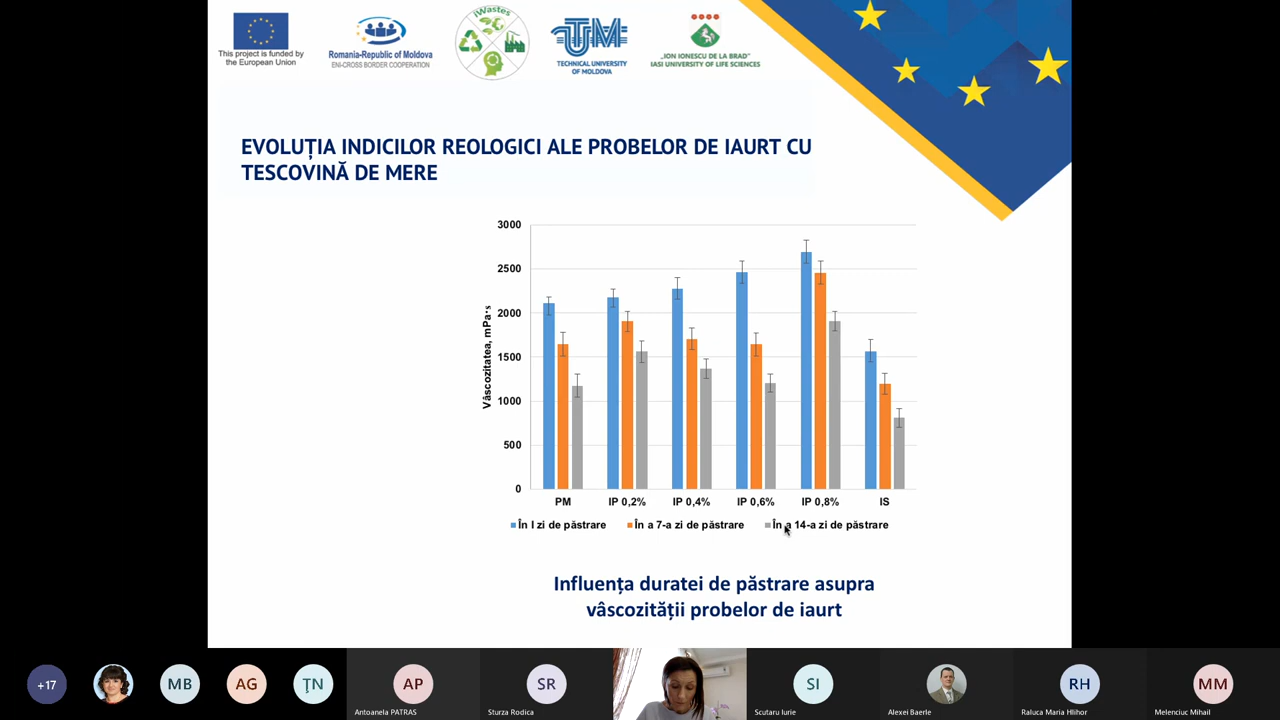 This project is funded by
the European Union
Romania-Republic of Moldova
ENI-CROSS BORDER COOPERATION
iWastes
UTM
TECHNICAL UNIVERSITY
OF MOLDOVA
„ION IONESCU DE LA BRAD”
IASI UNIVERSITY OF LIFE SCIENCES
EVOLUȚIA INDICILOR REOLOGICI ALE PROBELOR DE IAURT CU
TESCOVINĂ DE MERE
Vâscozitatea, mPa·s
3000
2500
2000
1500
1000
500
0
PM IP 0,2% IP 0,4% IP 0,6% IP 0,8% IS
În I zi de păstrare În a 7-a zi de păstrare În a 14-a zi de păstrare
Influența duratei de păstrare asupra
vâscozității probelor de iaurt
+17 MB AG ŢN AP SR SI RH MM
Antoanela PATRAS Sturza Rodica Scutaru Iurie Alexei Baerle Raluca Maria Hlihor Melenciuc Mihail